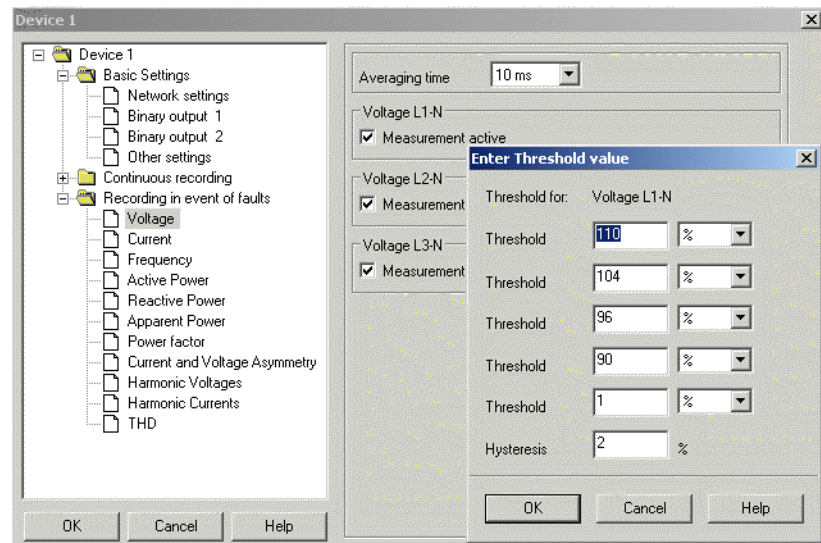 Device 1
Device 1
Basic Settings
Network settings
Binary output 1
Binary output 2
Other settings
Continuous recording
Recording in event of faults
Voltage
Current
Frequency
Active Power
Reactive Power
Apparent Power
Power factor
Current and Voltage Asymmetry
Harmonic Voltages
Harmonic Currents
THD
OK Cancel Help
Averaging time 10 ms
Voltage L1-N
Measurement active
Voltage L2-N
Measurement
Voltage L3-N
Measurement
Enter Threshold value
Threshold for: Voltage L1-N
Threshold 110 %
Threshold 104 %
Threshold 96 %
Threshold 90 %
Threshold 1 %
Hysteresis 2 %
OK Cancel Help